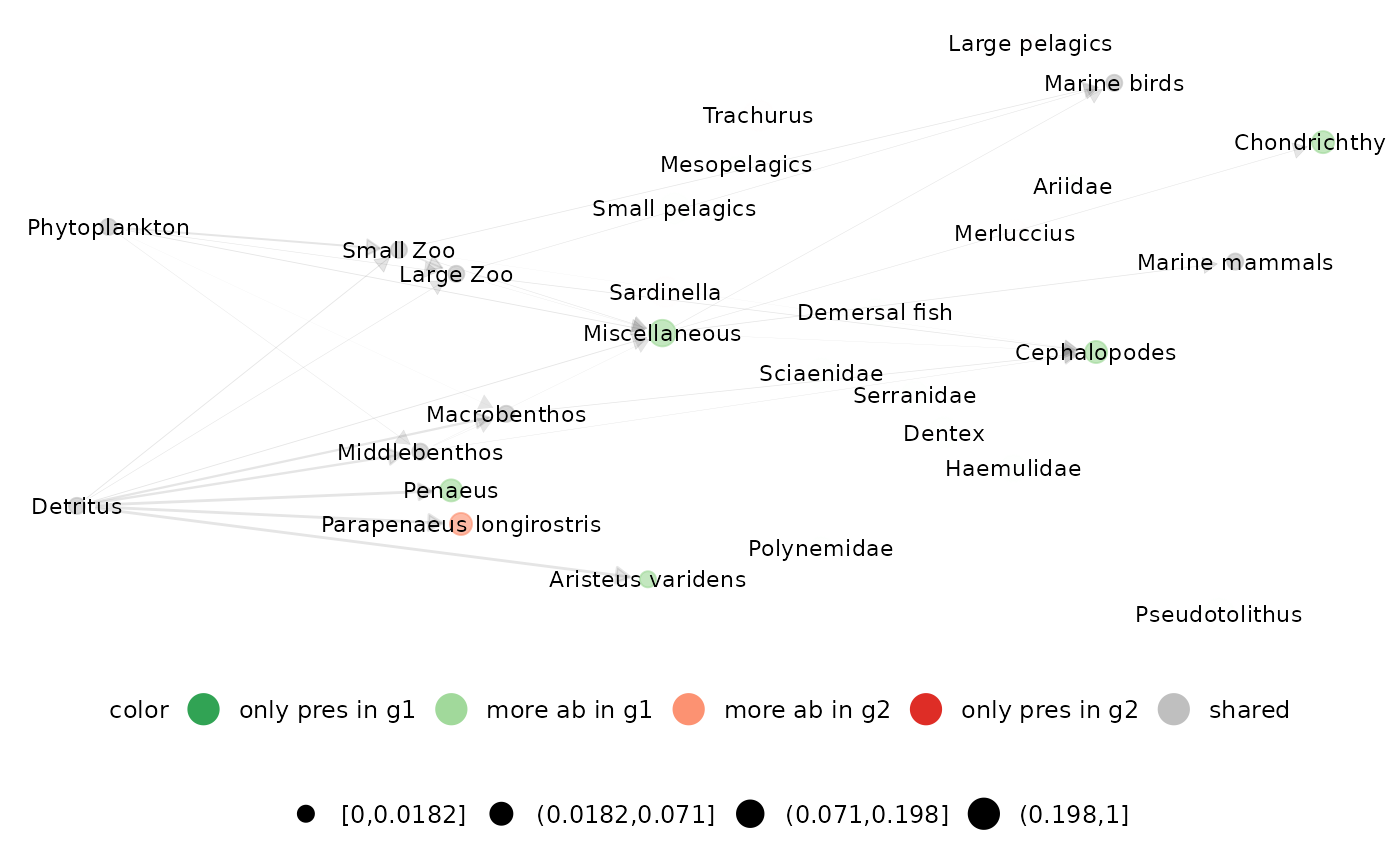 Large pelagics
Marine birds
Trachurus
Chondrichthy
Mesopelagics
Ariidae
Small pelagics
Phytoplankton
Merluccius
Small Zoo
Marine mammals
Large Zoo
Sardinella
Demersal fish
Miscellaneous
Cephalopodes
Sciaenidae
Serranidae
Macrobenthos
Dentex
Middlebenthos
Haemulidae
Penaeus
Detritus
Parapenaeus longirostris
Polynemidae
Aristeus varidens
Pseudotolithus
color only pres in g1 more ab in g1 more ab in g2 only pres in g2 shared
[0,0.0182] (0.0182,0.071] (0.071,0.198] (0.198,1]